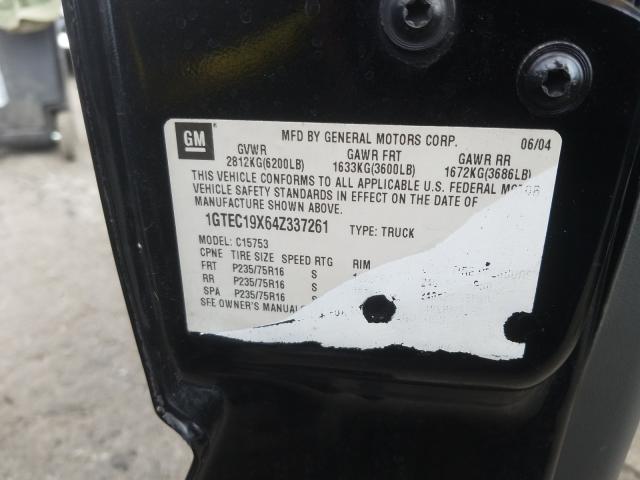 GM
MFD BY GENERAL MOTORS CORP. 06/04
GVWR GAWR FRT GAWR RR
2812KG(6200LB) 1633KG(3600LB) 1672KG(3686LB)
THIS VEHICLE CONFORMS TO ALL APPLICABLE U.S. FEDERAL
VEHICLE SAFETY STANDARDS IN EFFECT ON THE DATE OF
MANUFACTURE SHOWN ABOVE.
1GTEC19X64Z337261 TYPE: TRUCK
MODEL: C15753
CPNE TIRE SIZE SPEED RTG RIM
FRT P235/75R16 S
RR P235/75R16 S
SPA P235/75R16 S
SEE OWNER'S MANUAL